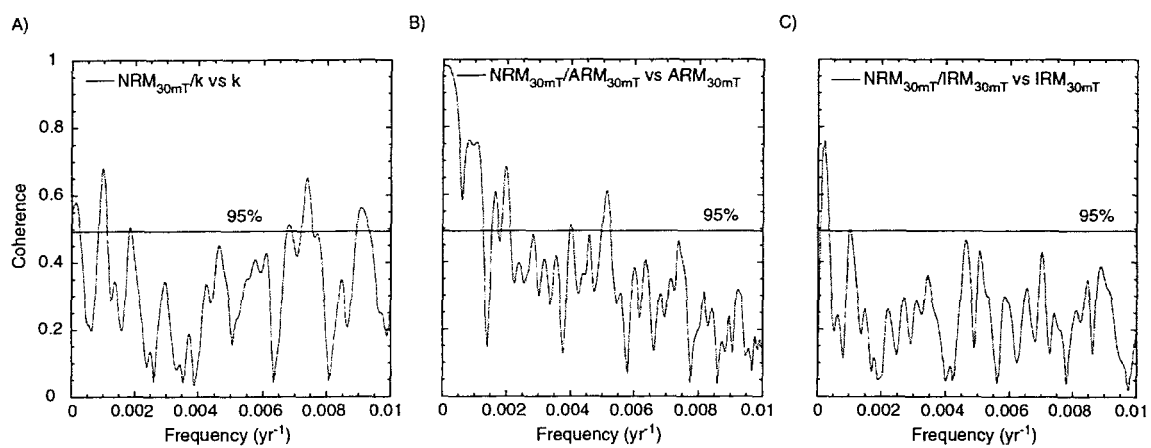 A)
B)
C)
NRM30mT/k vs k
NRM30mT/ARM30mT vs ARM30mT
NRM30mT/IRM30mT vs IRM30mT
Coherence
1
0.8
0.6
0.4
0.2
0
95%
95%
95%
0 0.002 0.004 0.006 0.008 0.01
0 0.002 0.004 0.006 0.008 0.01
0 0.002 0.004 0.006 0.008 0.01
Frequency (yr-1)
Frequency (yr-1)
Frequency (yr-1)